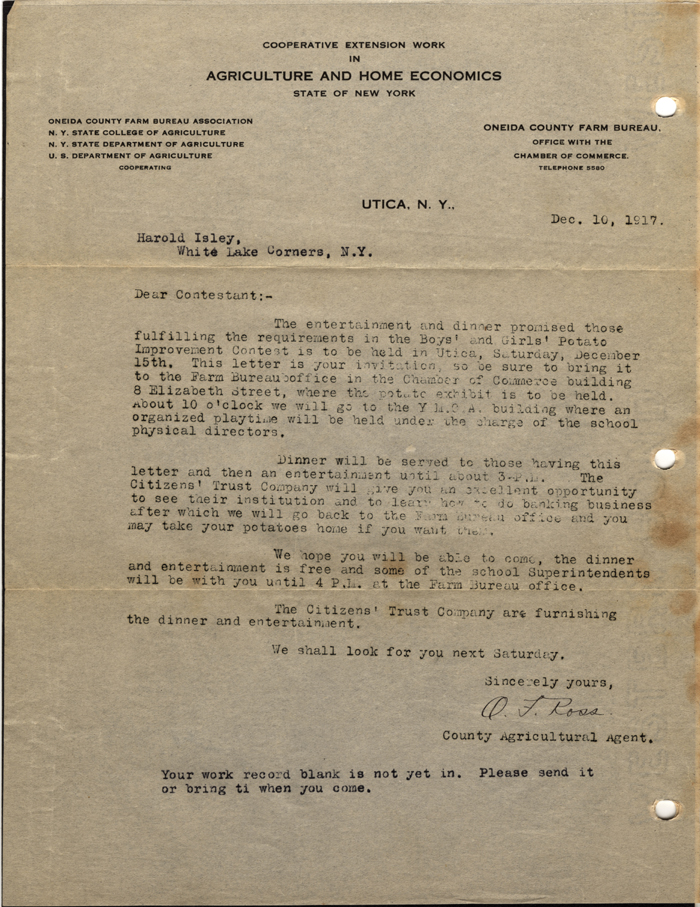 COOPERATIVE EXTENSION WORK
IN
AGRICULTURE AND HOME ECONOMICS
STATE OF NEW YORK
ONEIDA COUNTY FARM BUREAU ASSOCIATION
N. Y. STATE COLLEGE OF AGRICULTURE
N. Y. STATE DEPARTMENT OF AGRICULTURE
U. S. DEPARTMENT OF AGRICULTURE
COOPERATING
ONEIDA COUNTY FARM BUREAU.
OFFICE WITH THE
CHAMBER OF COMMERCE.
TELEPHONE 5580
UTICA, N. Y.,
Dec. 10, 1917.
Harold Isley,
White Lake Corners, N.Y.
Dear Contestant:-
The entertainment and dinner promised those
fulfilling the requirements in the Boys' and Girls' Potato
Improvement Contest is to be held in Utica, Saturday, December
15th. This letter is your invitation, so be sure to bring it
to the Farm Bureau office in the Chamber of Commerce building
8 Elizabeth Street, where the potato exhibit is to be held.
About 10 o'clock we will go to the Y M.C.A. building where an
organized playtime will be held under the charge of the school
physical directors.
Dinner will be served to those having this
letter and then an entertainment until about 3-P.M. The
Citizens' Trust Company will give you an excellent opportunity
to see their institution and to learn how to do banking business
after which we will go back to the Farm Bureau office and you
may take your potatoes home if you want them.
We hope you will be able to come, the dinner
and entertainment is free and some of the school Superintendents
will be with you until 4 P.M. at the Farm Bureau office.
The Citizens' Trust Company are furnishing
the dinner and entertainment.
We shall look for you next Saturday.
Sincerely yours,
O. F. Ross.
County Agricultural Agent.
Your work record blank is not yet in. Please send it
or bring ti when you come.